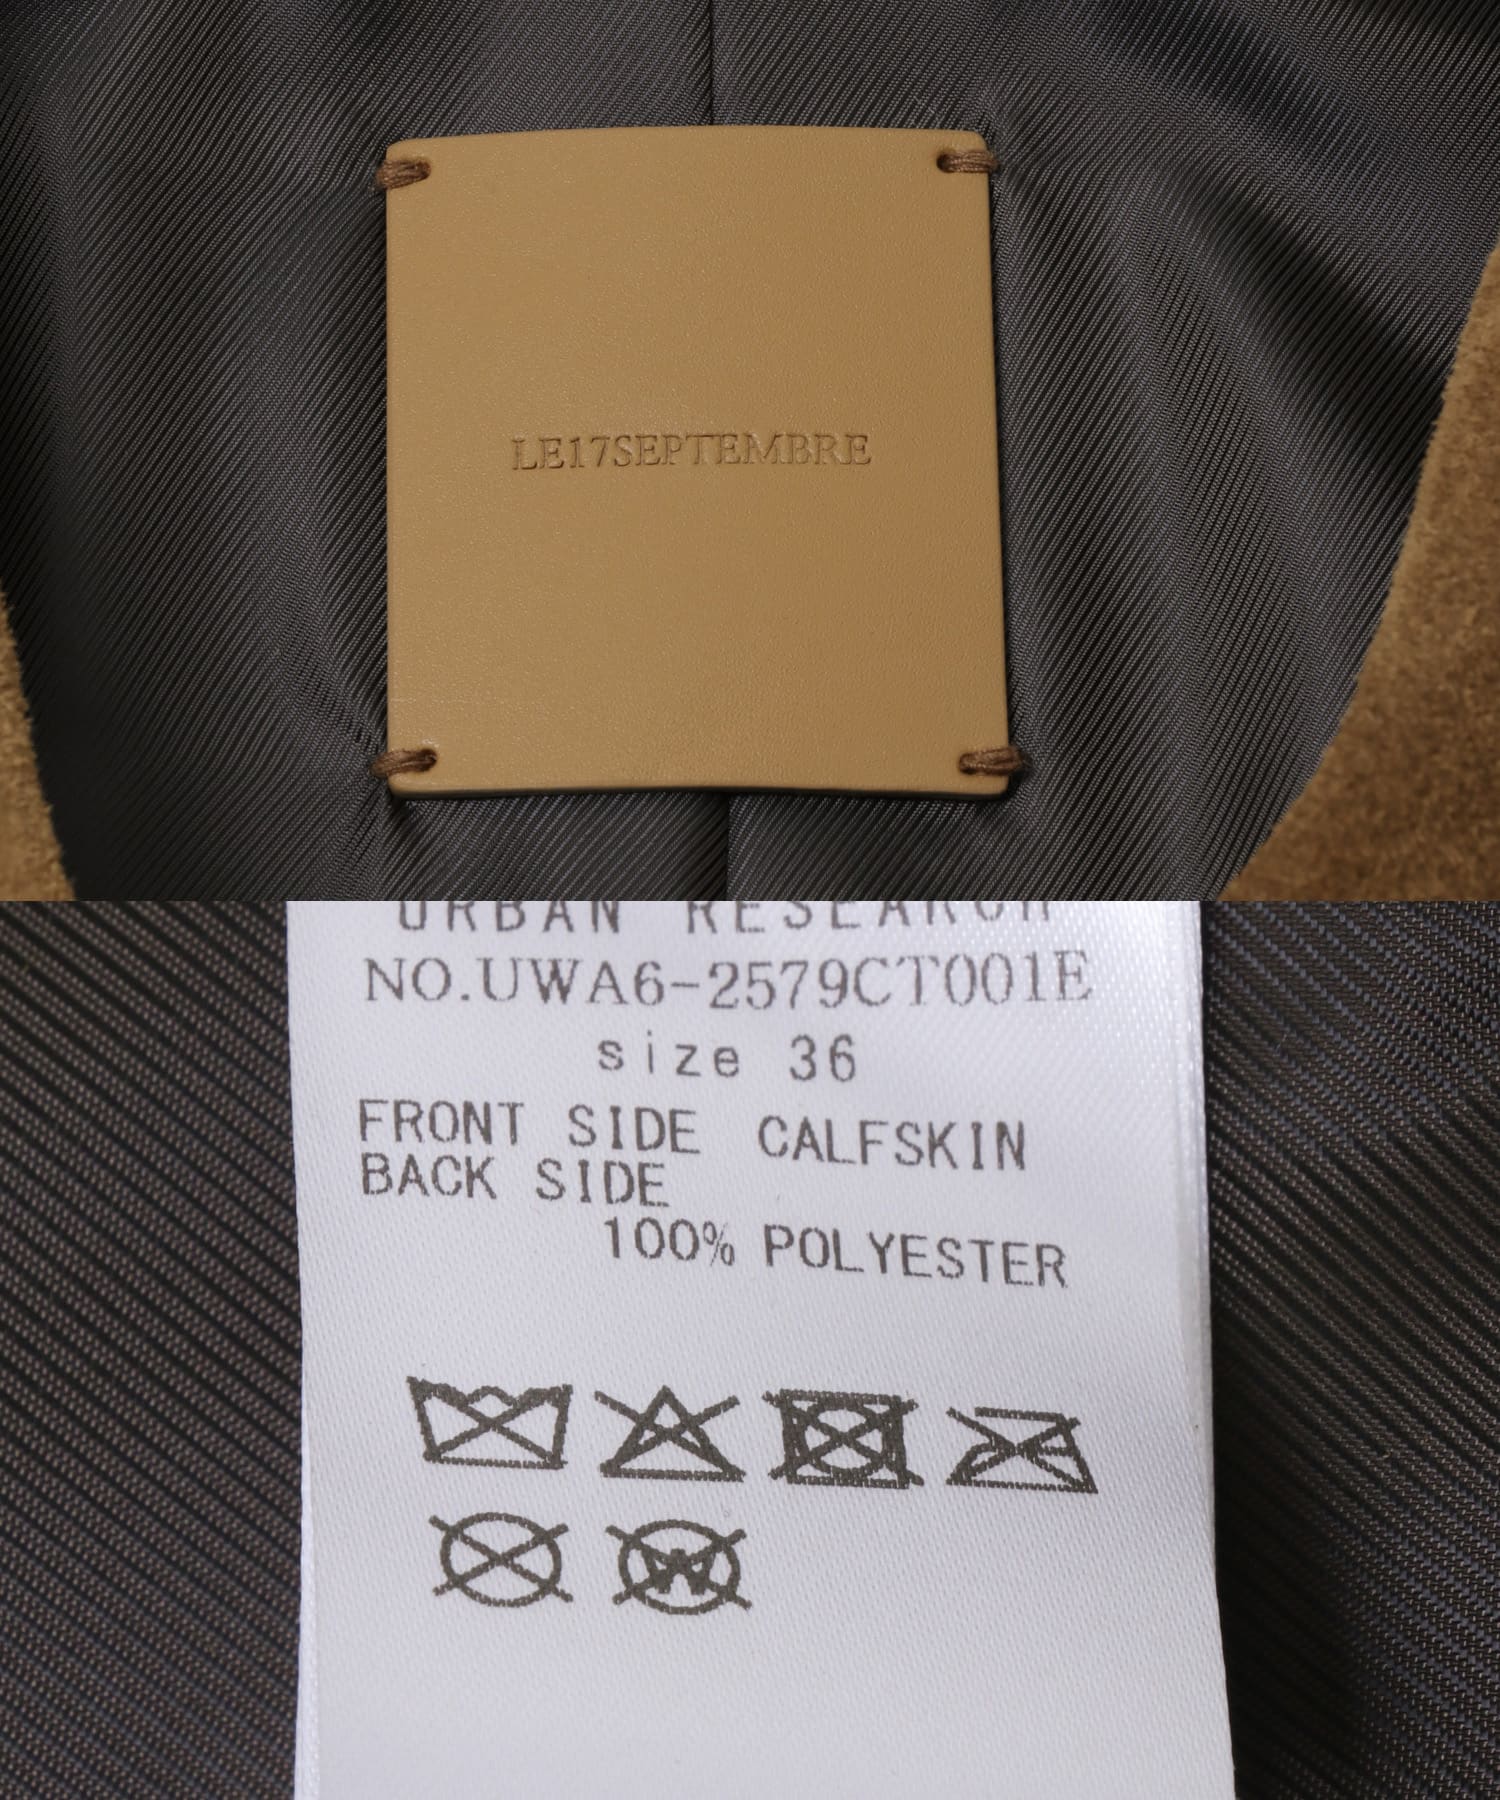 LE17SEPTEMBRE
URBAN RESEARCH
NO.UWA6-2579CT001E
size 36
FRONT SIDE CALFSKIN
BACK SIDE
100% POLYESTER
W